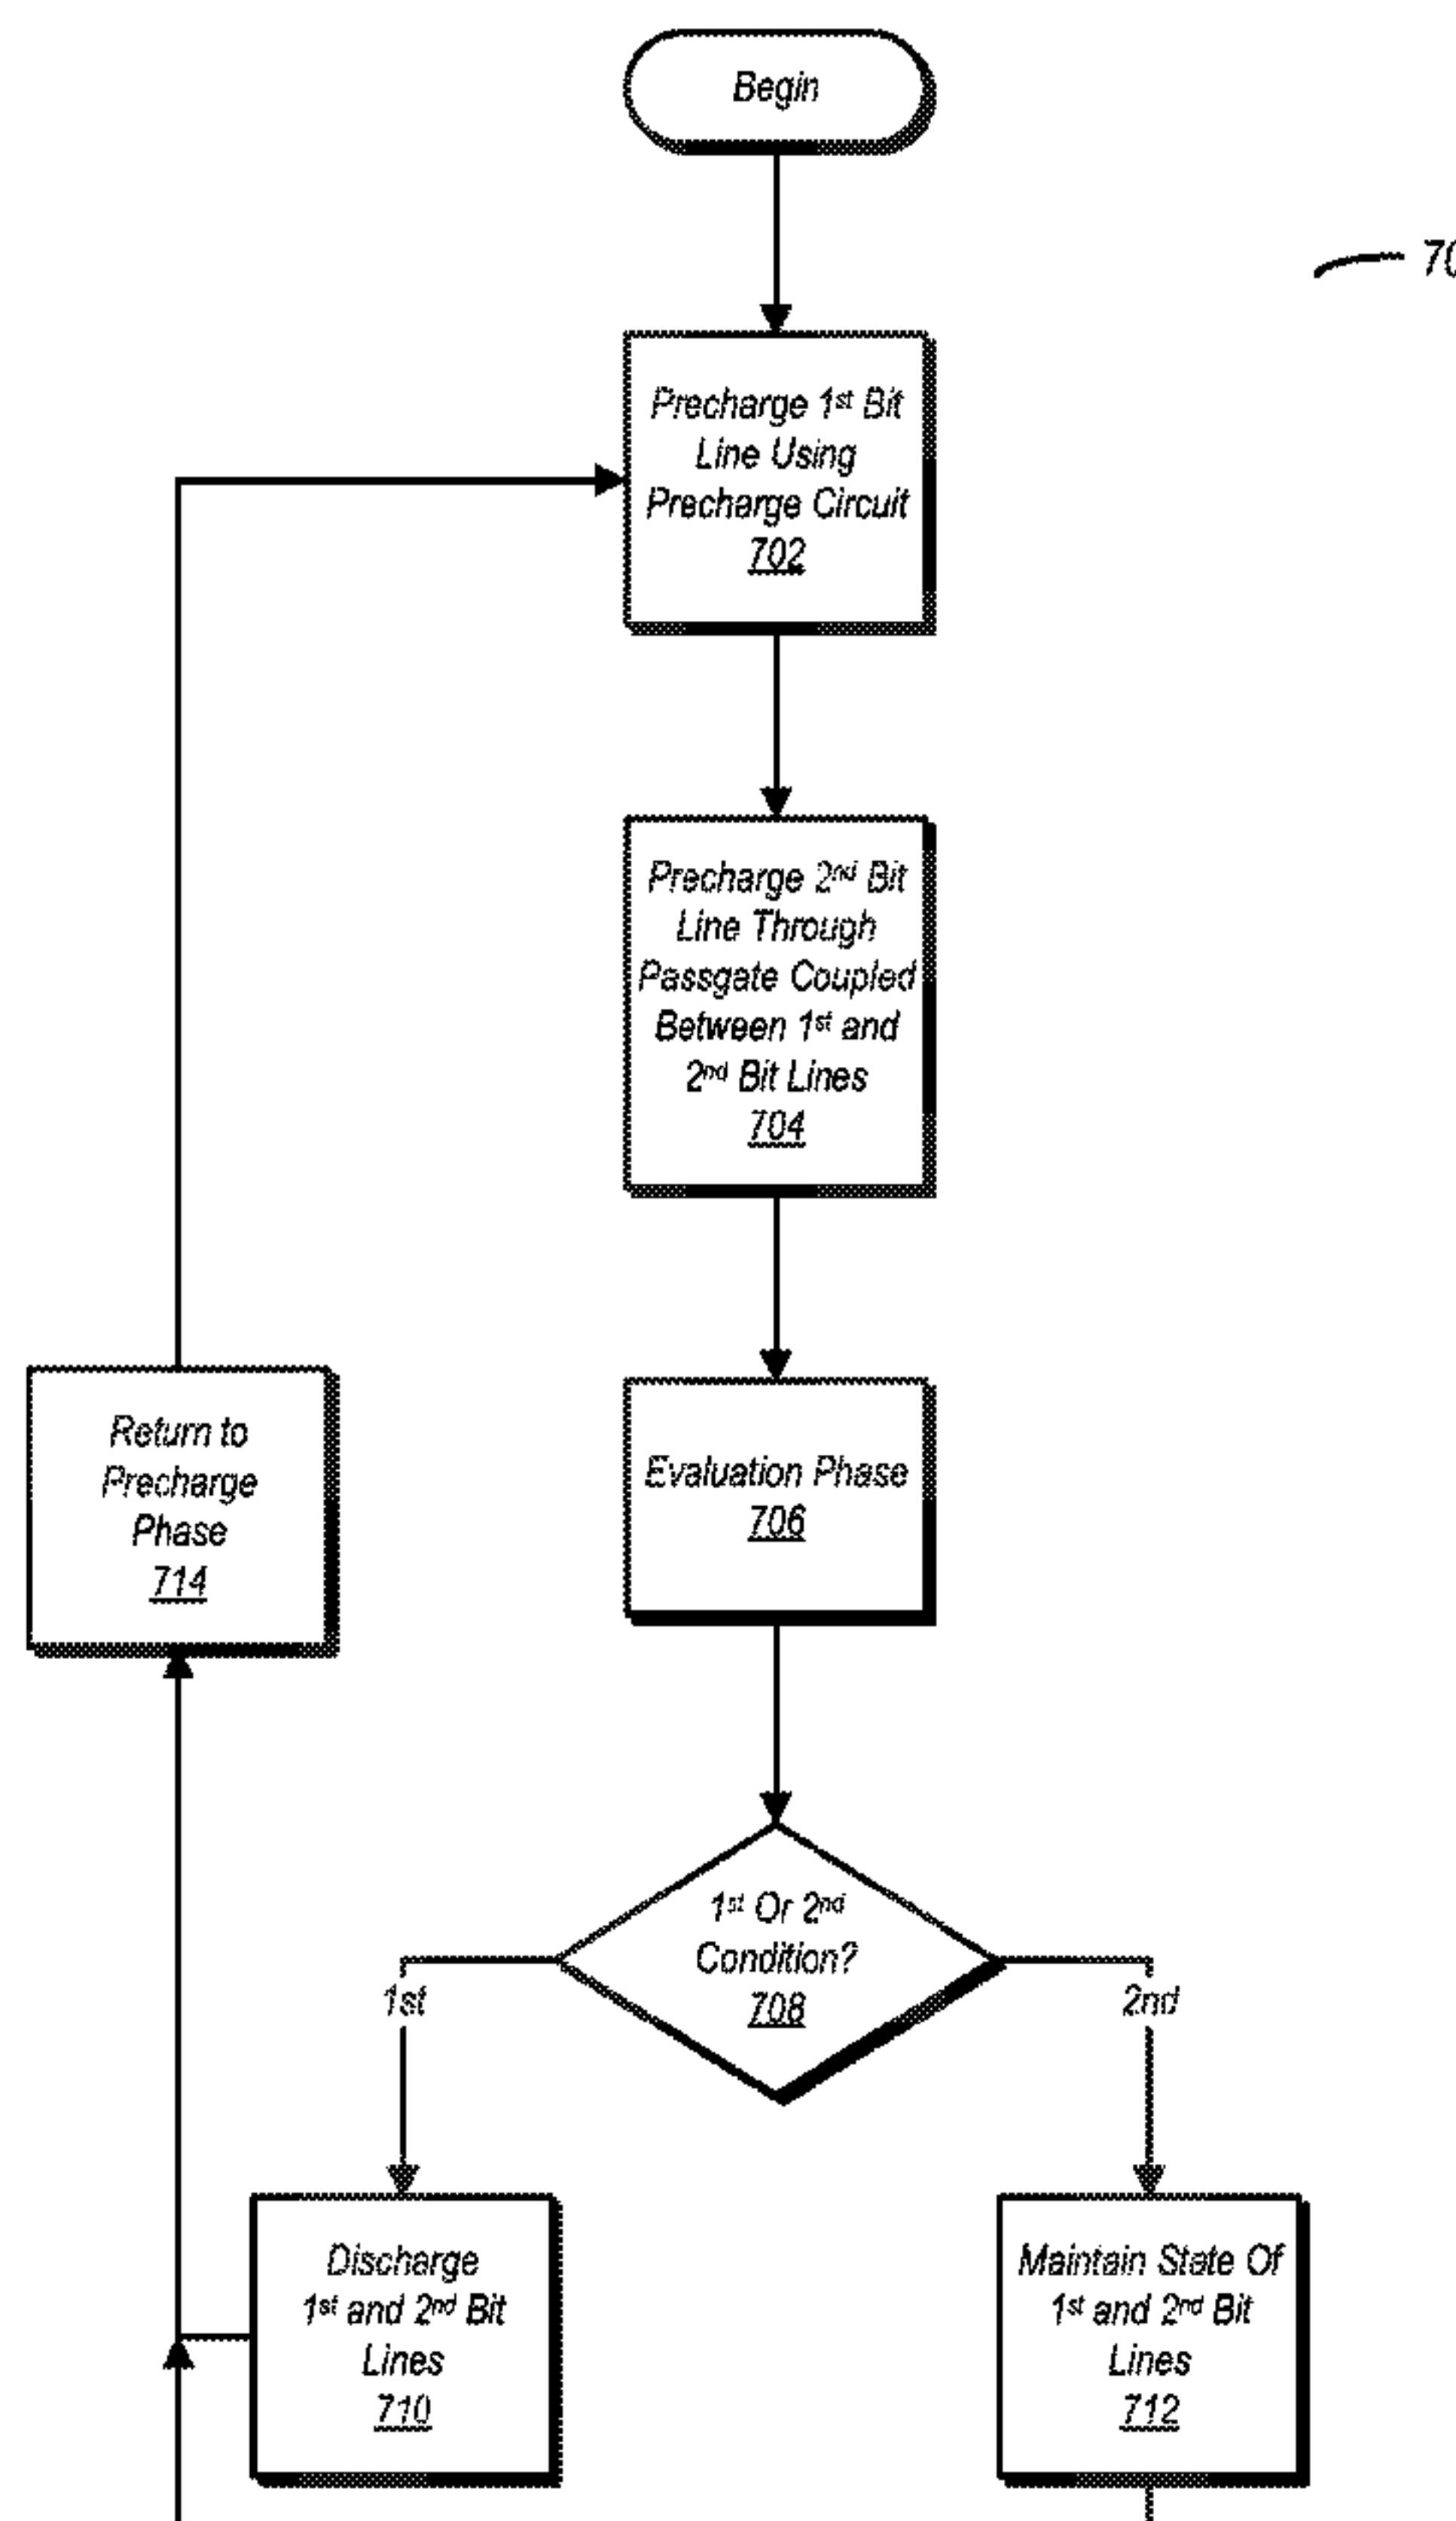 Begin
70
Precharge 1st Bit
Line Using
Precharge Circuit
702
Precharge 2nd Bit
Line Through
Passgate Coupled
Between 1st and
2nd Bit Lines
704
Return to
Precharge
Phase
714
Evaluation Phase
706
1st Or 2nd
Condition?
708
1st
2nd
Discharge
1st and 2nd Bit
Lines
710
Maintain State Of
1st and 2nd Bit
Lines
712